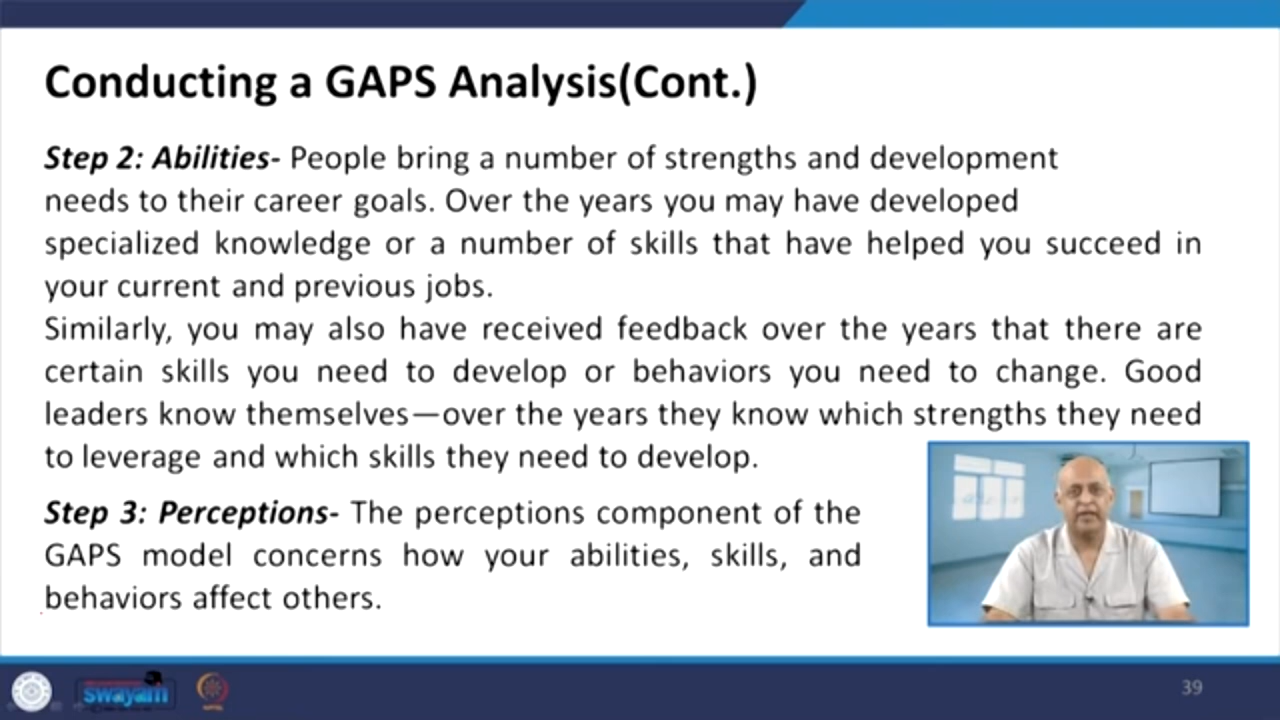 Conducting a GAPS Analysis(Cont.)
Step 2: Abilities- People bring a number of strengths and development
needs to their career goals. Over the years you may have developed
specialized knowledge or a number of skills that have helped you succeed in
your current and previous jobs.
Similarly, you may also have received feedback over the years that there are
certain skills you need to develop or behaviors you need to change. Good
leaders know themselves—over the years they know which strengths they need
to leverage and which skills they need to develop.
Step 3: Perceptions- The perceptions component of the
GAPS model concerns how your abilities, skills, and
behaviors affect others.
swayam
39